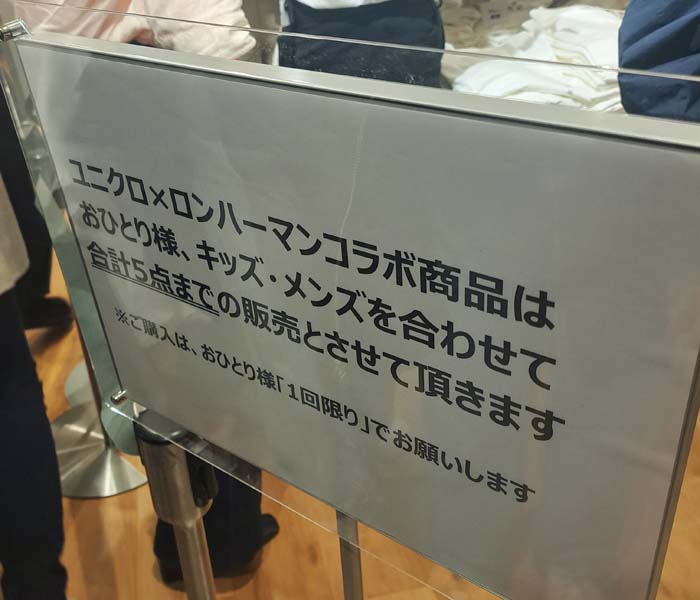 ユニクロ×ロンハーマンコラボ商品は
おひとり様、キッズ・メンズを合わせて
合計5点までの販売とさせて頂きます
※ご購入は、おひとり様「1回限り」でお願いします